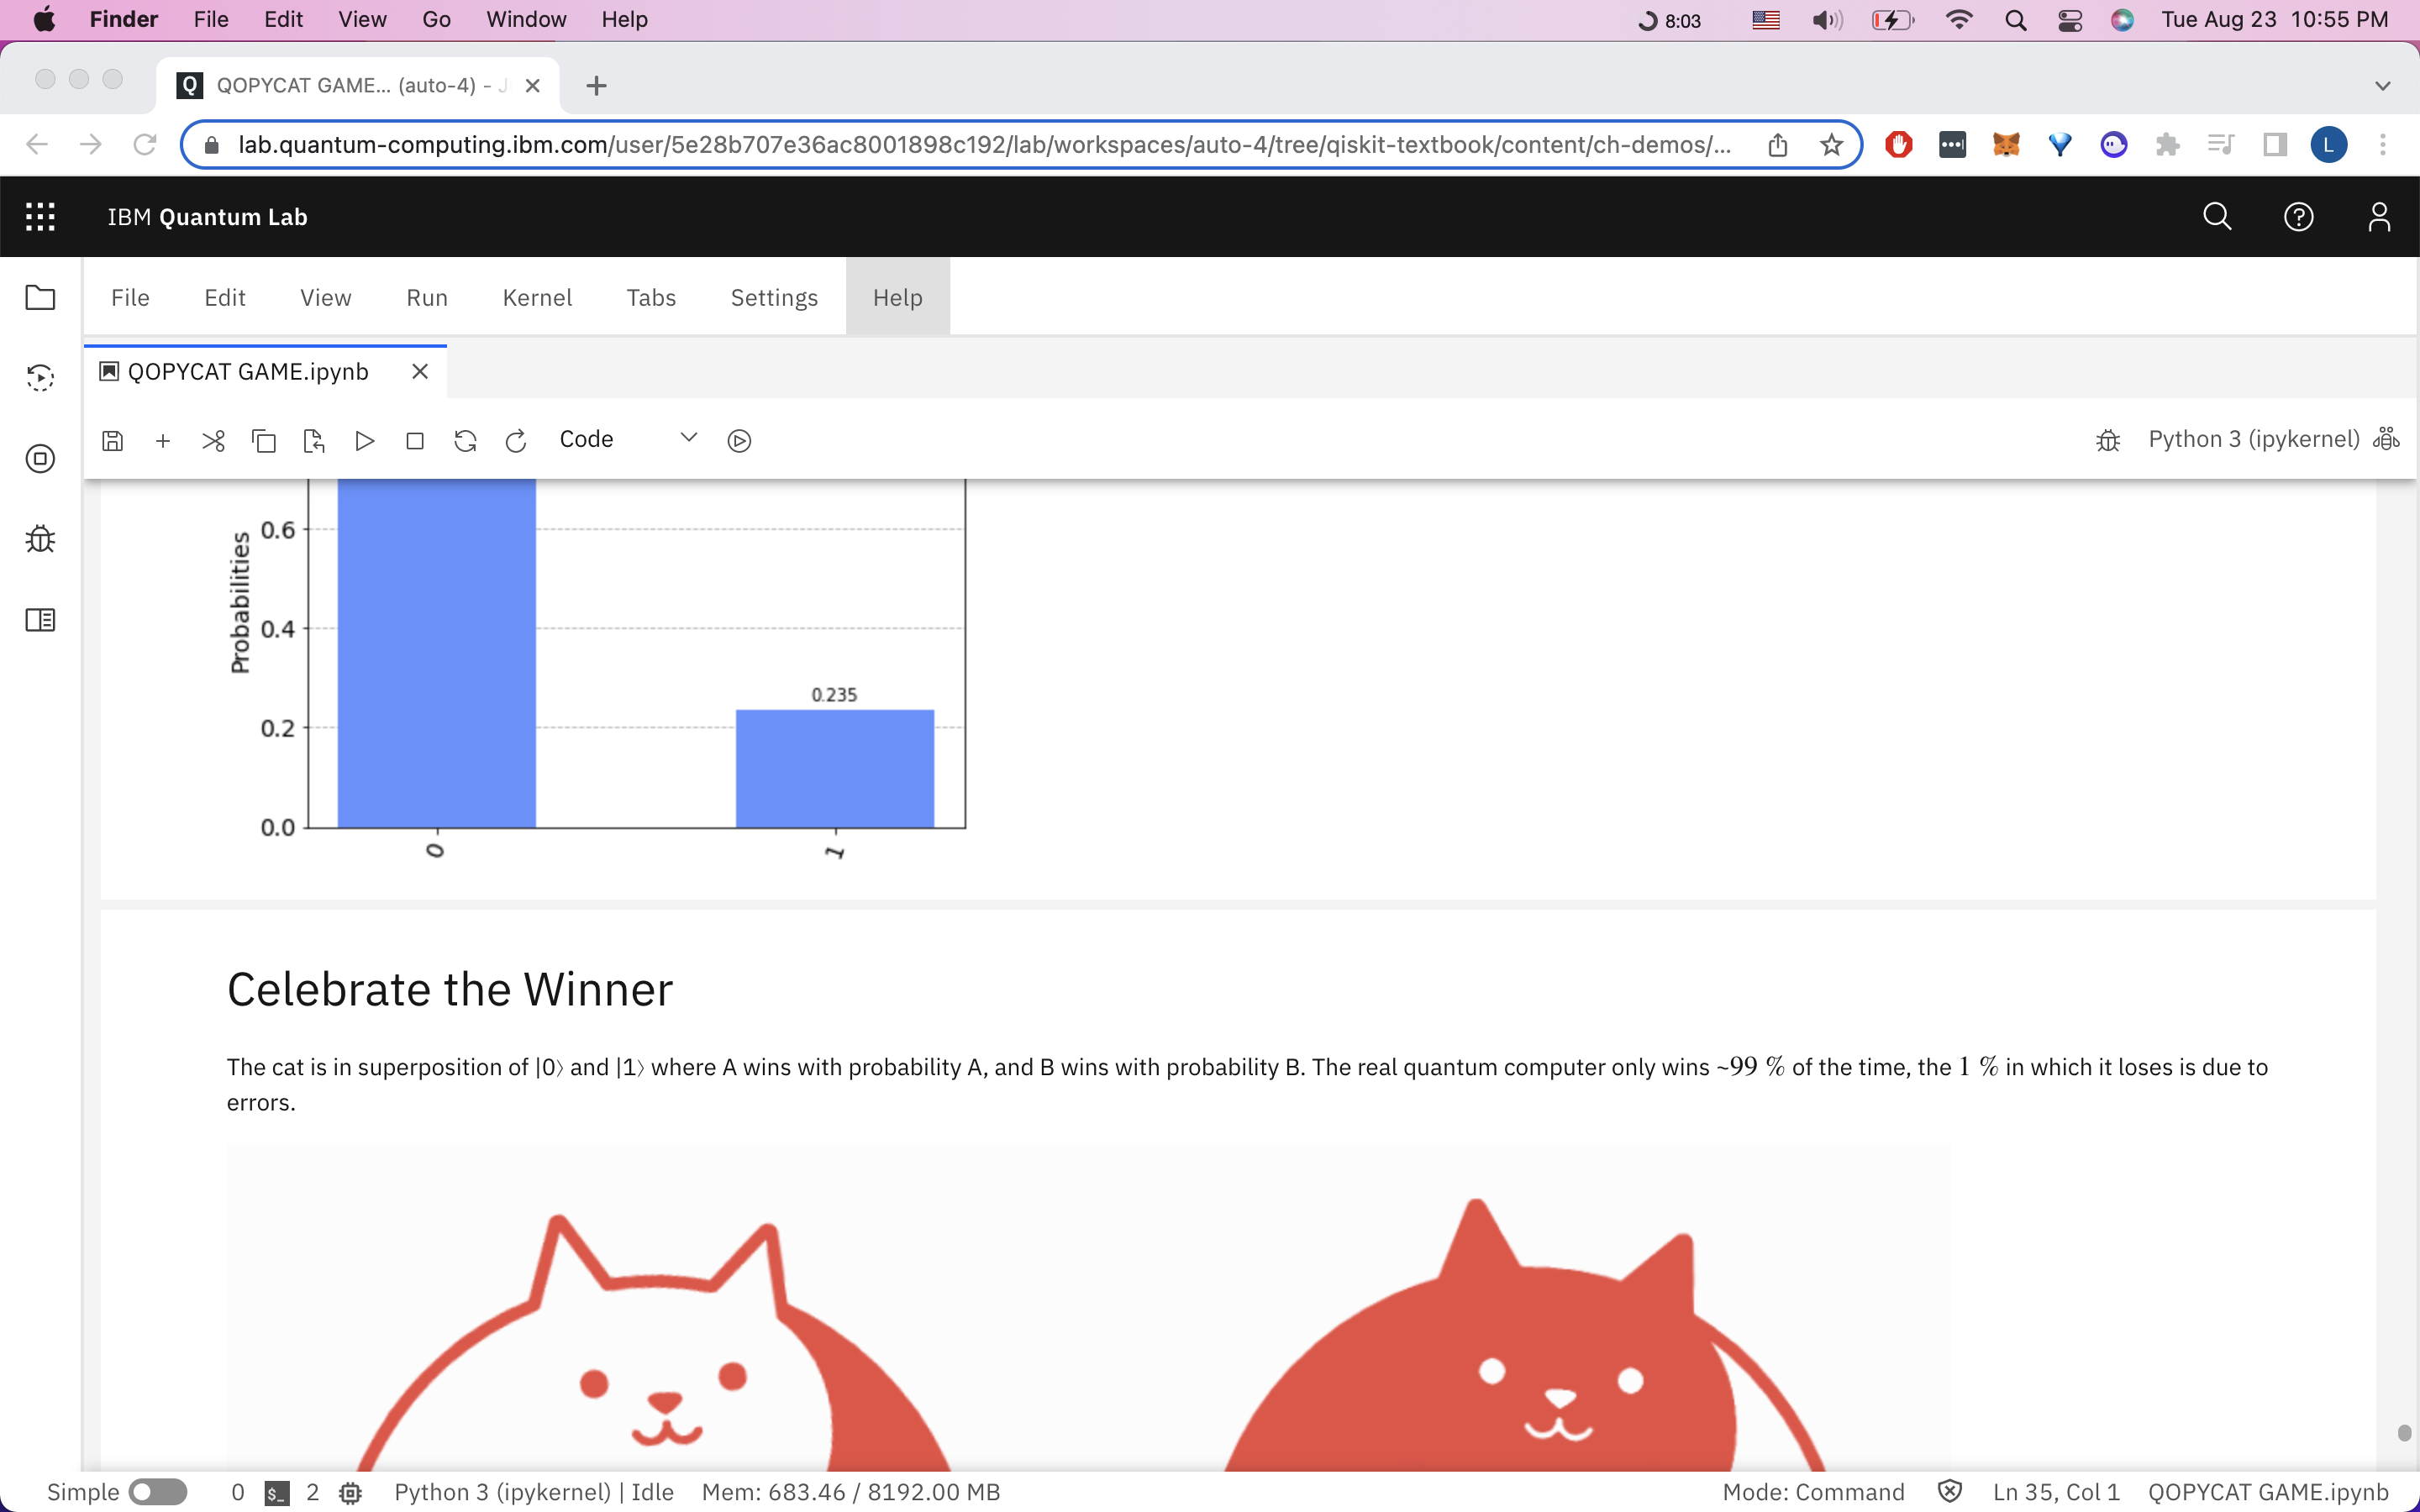 Finder File Edit View Go Window Help 8:03 Tue Aug 23 10:55 PM
Q QOPYCAT GAME... (auto-4) - J
lab.quantum-computing.ibm.com/user/5e28b707e36ac8001898c192/lab/workspaces/auto-4/tree/qiskit-textbook/content/ch-demos/... L
IBM Quantum Lab
File Edit View Run Kernel Tabs Settings Help
QOPYCAT GAME.ipynb
Code Python 3 (ipykernel)
Probabilities
0.6
0.4
0.235
0.2
0.0
0 1
Celebrate the Winner
The cat is in superposition of |0⟩ and |1⟩ where A wins with probability A, and B wins with probability B. The real quantum computer only wins ~99 % of the time, the 1 % in which it loses is due to
errors.
Simple 0 $_ 2 Python 3 (ipykernel) | Idle Mem: 683.46 / 8192.00 MB Mode: Command Ln 35, Col 1 QOPYCAT GAME.ipynb